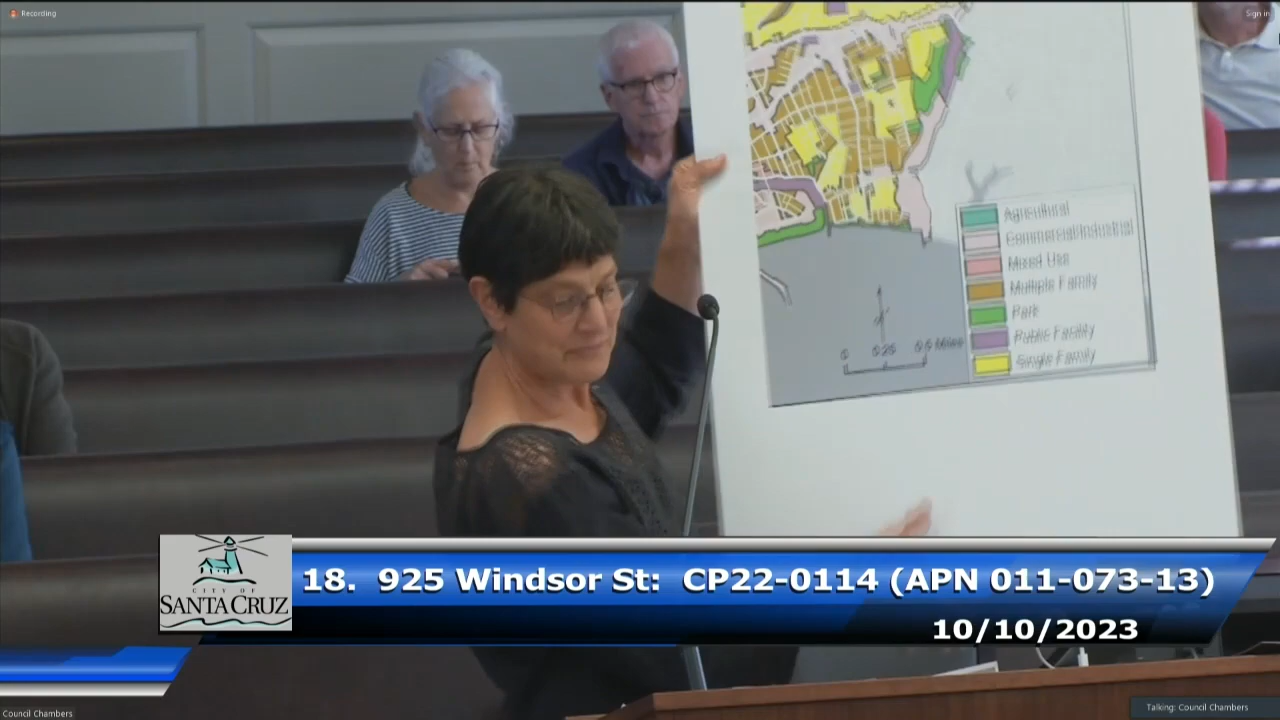 Recording
Sign in
Agricultural
Commercial/Industrial
Mixed Use
Multiple Family
Park
Public Facility
Single Family
0 0.25 0.5 Miles
CITY OF
SANTA CRUZ
18. 925 Windsor St: CP22-0114 (APN 011-073-13)
10/10/2023
Council Chambers
Talking: Council Chambers